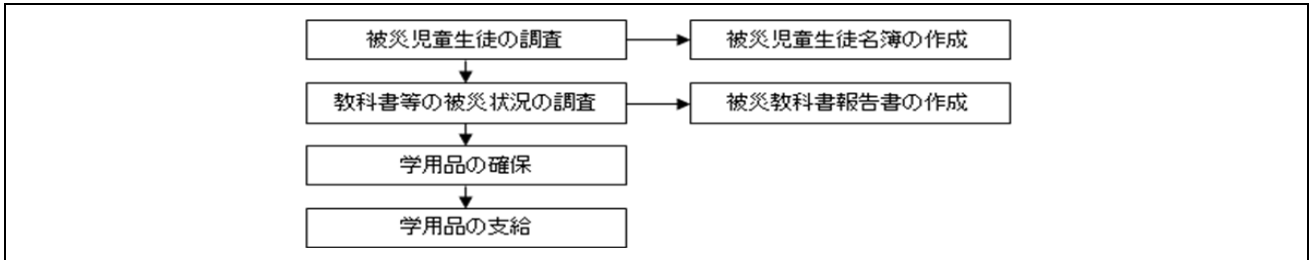 被災児童生徒の調査
被災児童生徒名簿の作成
教科書等の被災状況の調査
被災教科書報告書の作成
学用品の確保
学用品の支給